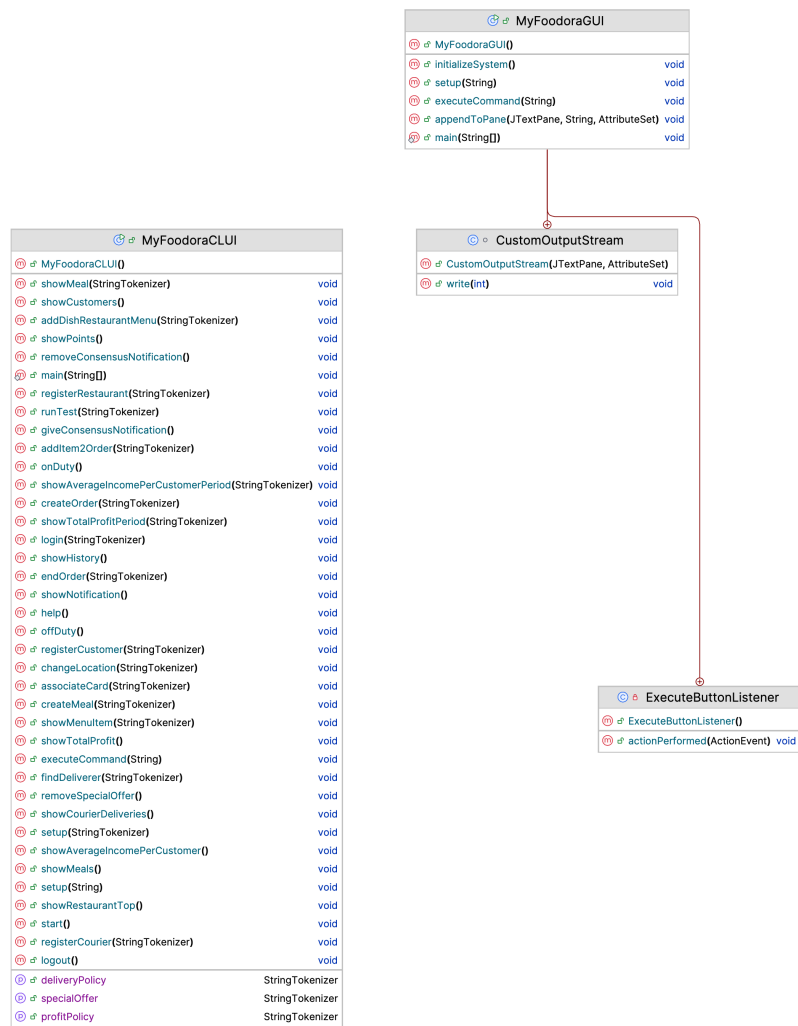 MyFoodoraGUI
MyFoodoraGUI()
initializeSystem() void
setup(String) void
executeCommand(String) void
appendToPane(JTextPane, String, AttributeSet) void
main(String[]) void
CustomOutputStream
CustomOutputStream(JTextPane, AttributeSet)
write(int) void
MyFoodoraCLUI
MyFoodoraCLUI()
showMeal(StringTokenizer) void
showCustomers() void
addDishRestaurantMenu(StringTokenizer) void
showPoints() void
removeConsensusNotification() void
main(String[]) void
registerRestaurant(StringTokenizer) void
runTest(StringTokenizer) void
giveConsensusNotification() void
addItem2Order(StringTokenizer) void
onDuty() void
showAverageIncomePerCustomerPeriod(StringTokenizer) void
createOrder(StringTokenizer) void
showTotalProfitPeriod(StringTokenizer) void
login(StringTokenizer) void
showHistory() void
endOrder(StringTokenizer) void
showNotification() void
help() void
offDuty() void
registerCustomer(StringTokenizer) void
changeLocation(StringTokenizer) void
associateCard(StringTokenizer) void
createMeal(StringTokenizer) void
showMenuItem(StringTokenizer) void
showTotalProfit() void
executeCommand(String) void
findDeliverer(StringTokenizer) void
removeSpecialOffer() void
showCourierDeliveries() void
setup(StringTokenizer) void
showAverageIncomePerCustomer() void
showMeals() void
setup(String) void
showRestaurantTop() void
start() void
registerCourier(StringTokenizer) void
logout() void
deliveryPolicy StringTokenizer
specialOffer StringTokenizer
profitPolicy StringTokenizer
ExecuteButtonListener
ExecuteButtonListener()
actionPerformed(ActionEvent) void